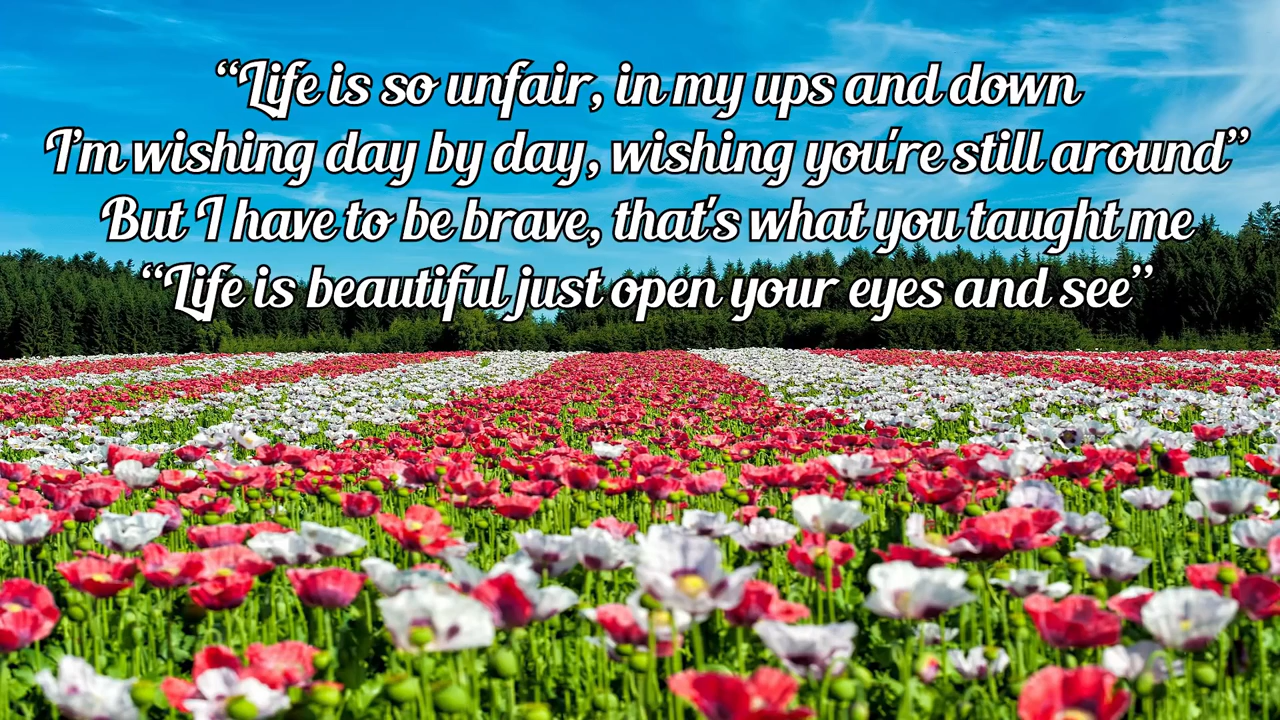 “Life is so unfair, in my ups and down
I'm wishing day by day, wishing you're still around”
But I have to be brave, that's what you taught me
“Life is beautiful just open your eyes and see”